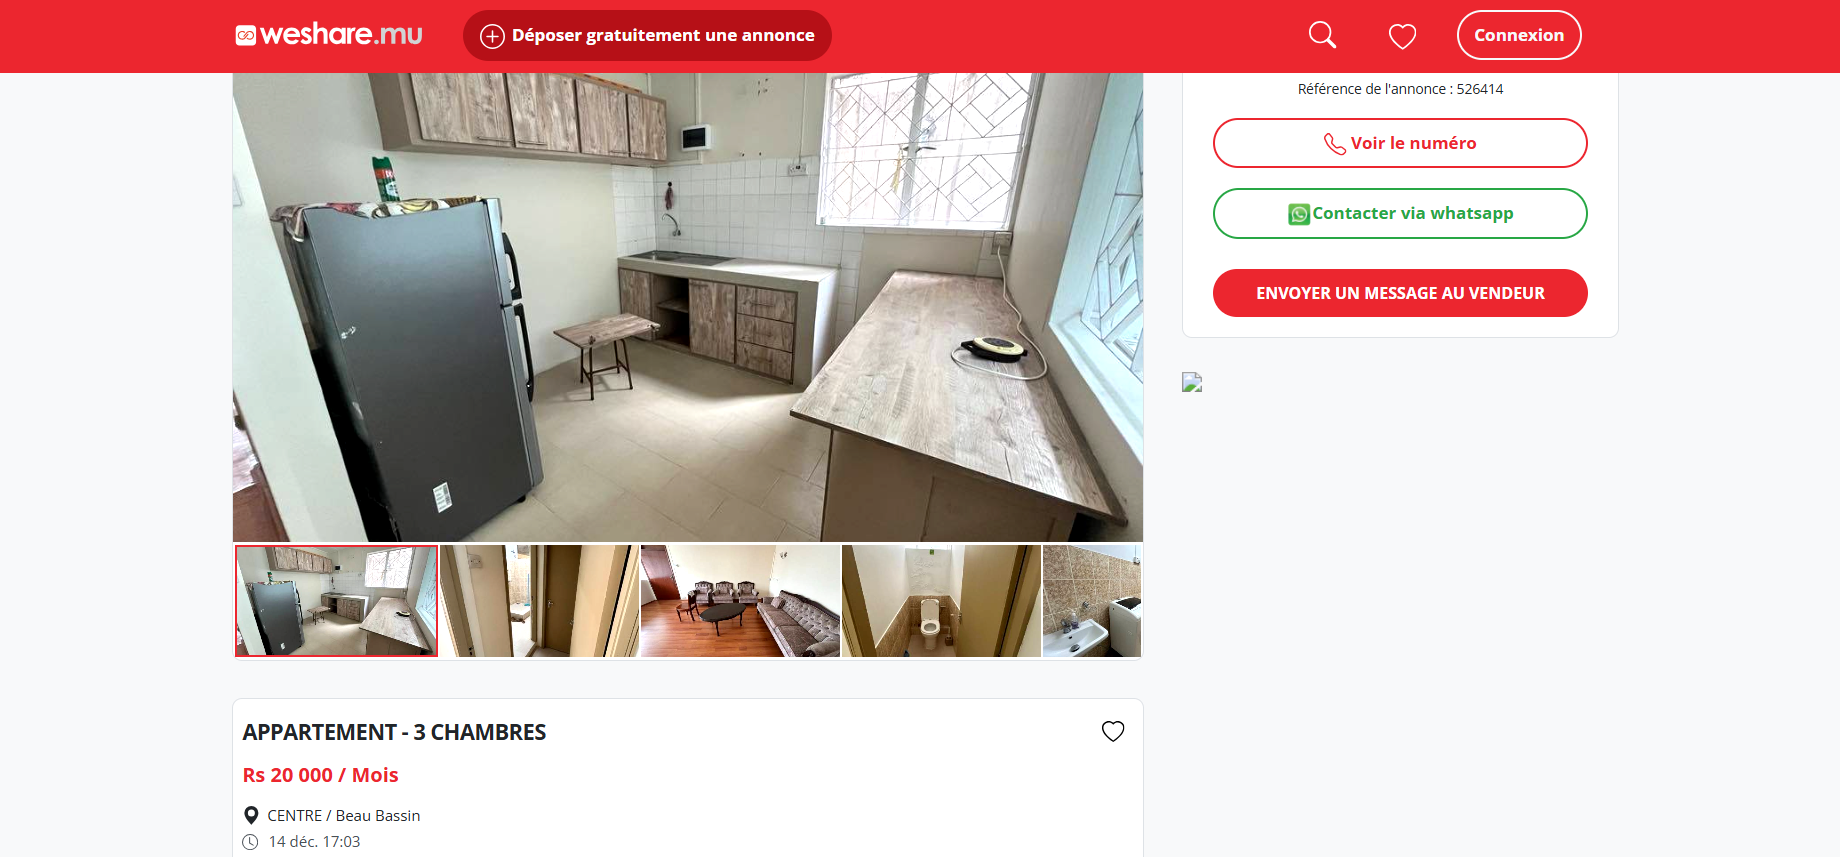 weshare.mu
Déposer gratuitement une annonce
Connexion
Référence de l'annonce : 526414
Voir le numéro
Contacter via whatsapp
ENVOYER UN MESSAGE AU VENDEUR
APPARTEMENT - 3 CHAMBRES
Rs 20 000 / Mois
CENTRE / Beau Bassin
14 déc. 17:03